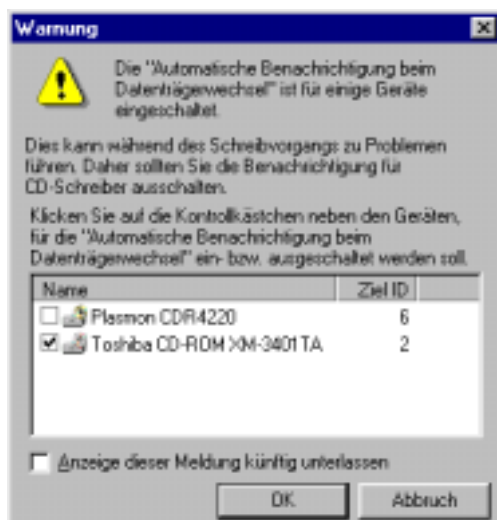 Warnung
Die "Automatische Benachrichtigung beim
Datenträgerwechsel" ist für einige Geräte
eingeschaltet.
Dies kann während des Schreibvorgangs zu Problemen
führen. Daher sollten Sie die Benachrichtigung für
CD-Schreiber ausschalten.
Klicken Sie auf die Kontrollkästchen neben den Geräten,
für die "Automatische Benachrichtigung beim
Datenträgerwechsel" ein- bzw. ausgeschaltet werden soll.
Name Ziel ID
Plasmon CDR4220 6
Toshiba CD-ROM XM-3401TA 2
Anzeige dieser Meldung künftig unterlassen
OK Abbruch